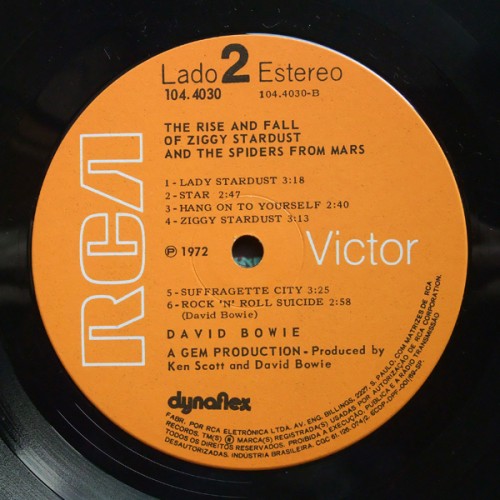 Lado 2 Estereo
104.4030 104.4030-B
THE RISE AND FALL
OF ZIGGY STARDUST
AND THE SPIDERS FROM MARS
1 - LADY STARDUST 3:18
2 - STAR 2:47
3 - HANG ON TO YOURSELF 2:40
4 - ZIGGY STARDUST 3:13
℗ 1972
RCA Victor
5 - SUFFRAGETTE CITY 3:25
6 - ROCK 'N' ROLL SUICIDE 2:58
(David Bowie)
DAVID BOWIE
A GEM PRODUCTION - Produced by
Ken Scott and David Bowie
dynaflex
FABR. POR RCA ELETRÔNICA LTDA. AV. ENG. BILLINGS, 2227, S. PAULO, COM MATRIZES DE RCA
RECORDS, TM(S) ® MARCA(S) REGISTRADA(S) USADAS POR AUTORIZAÇÃO DE RCA CORPORATION.
TODOS OS DIREITOS RESERVADOS. PROIBIDA A EXECUÇÃO PÚBLICA E A RÁDIO TRANSMISSÃO
DESAUTORIZADAS. INDÚSTRIA BRASILEIRA.